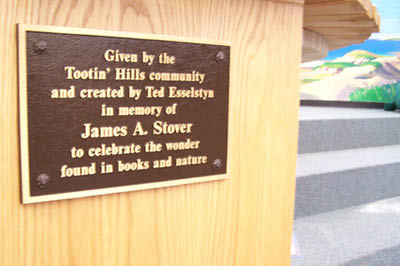 Given by the
Tootin' Hills community
and created by Ted Esselstyn
in memory of
James A. Stover
to celebrate the wonder
found in books and nature